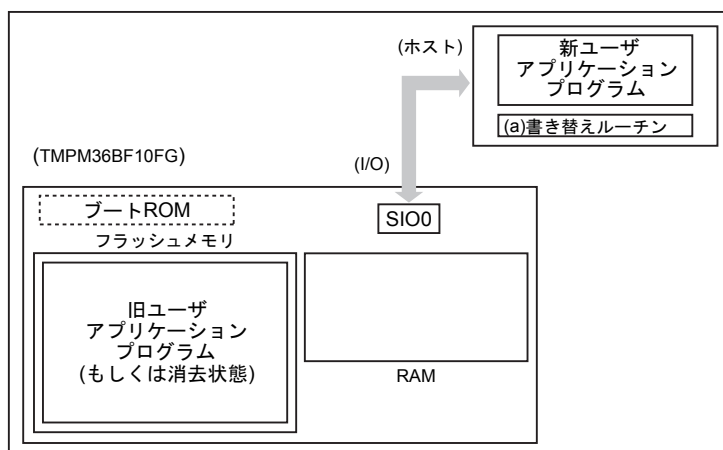 (ホスト)
新ユーザ
アプリケーション
プログラム
(a)書き替えルーチン
(TMPM36BF10FG)
(I/O)
ブートROM
SIO0
フラッシュメモリ
旧ユーザ
アプリケーション
プログラム
(もしくは消去状態)
RAM